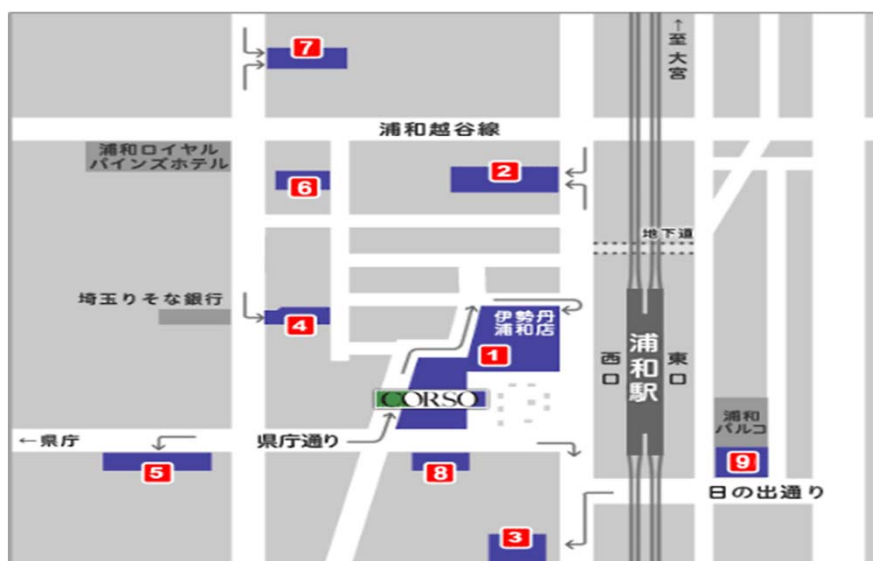 ↑至大宮
7
浦和越谷線
浦和ロイヤル
パインズホテル
6
2
地下道
埼玉りそな銀行
4
伊勢丹
浦和店
1
西口
浦和駅
東口
CORSO
浦和
パルコ
←県庁
県庁通り
5
8
9
日の出通り
3